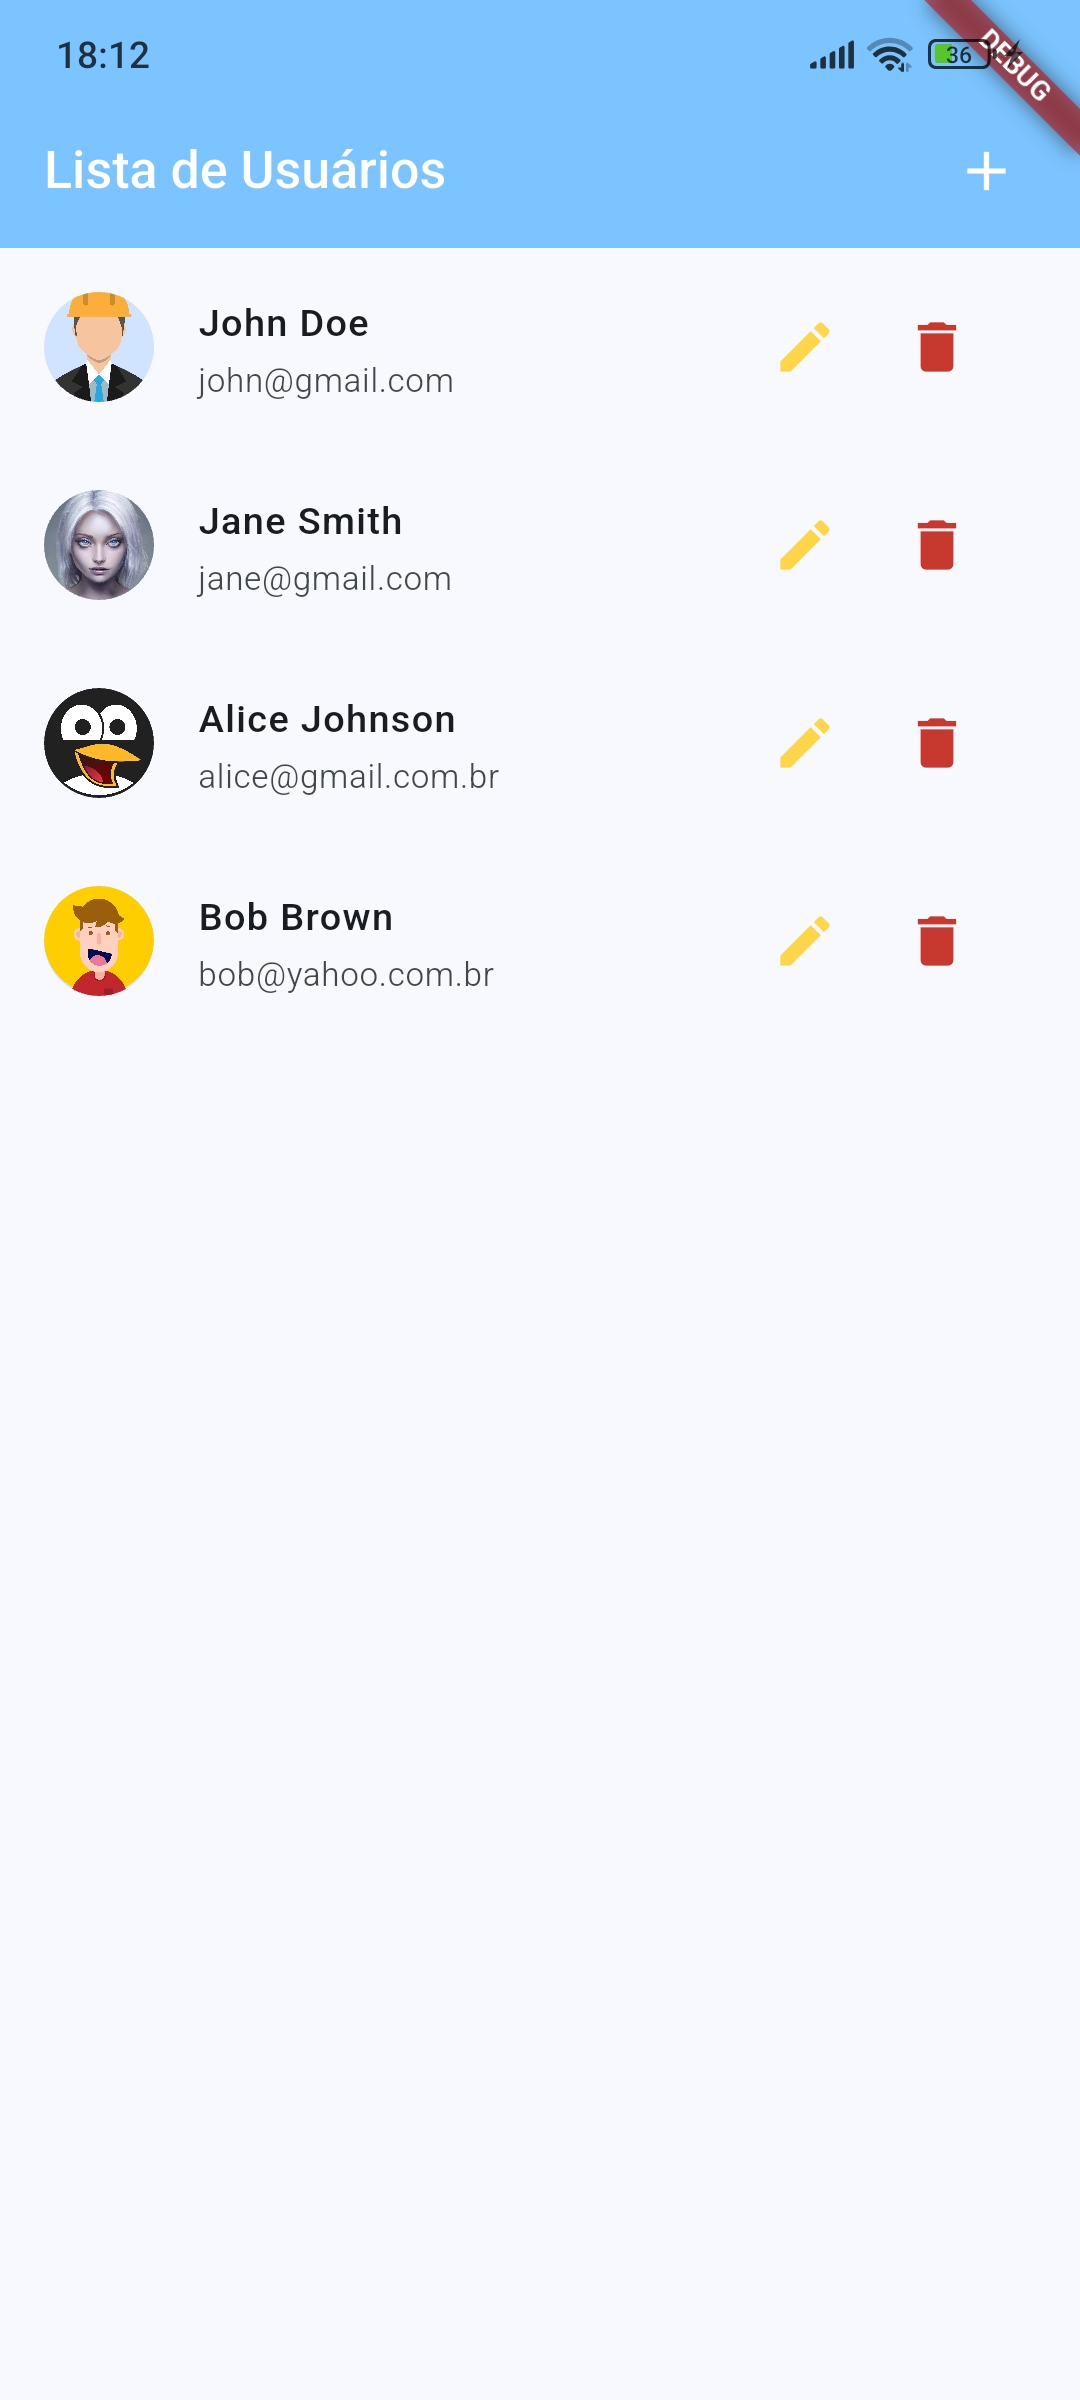 18:12
36
DEBUG
Lista de Usuários
John Doe
john@gmail.com
Jane Smith
jane@gmail.com
Alice Johnson
alice@gmail.com.br
Bob Brown
bob@yahoo.com.br